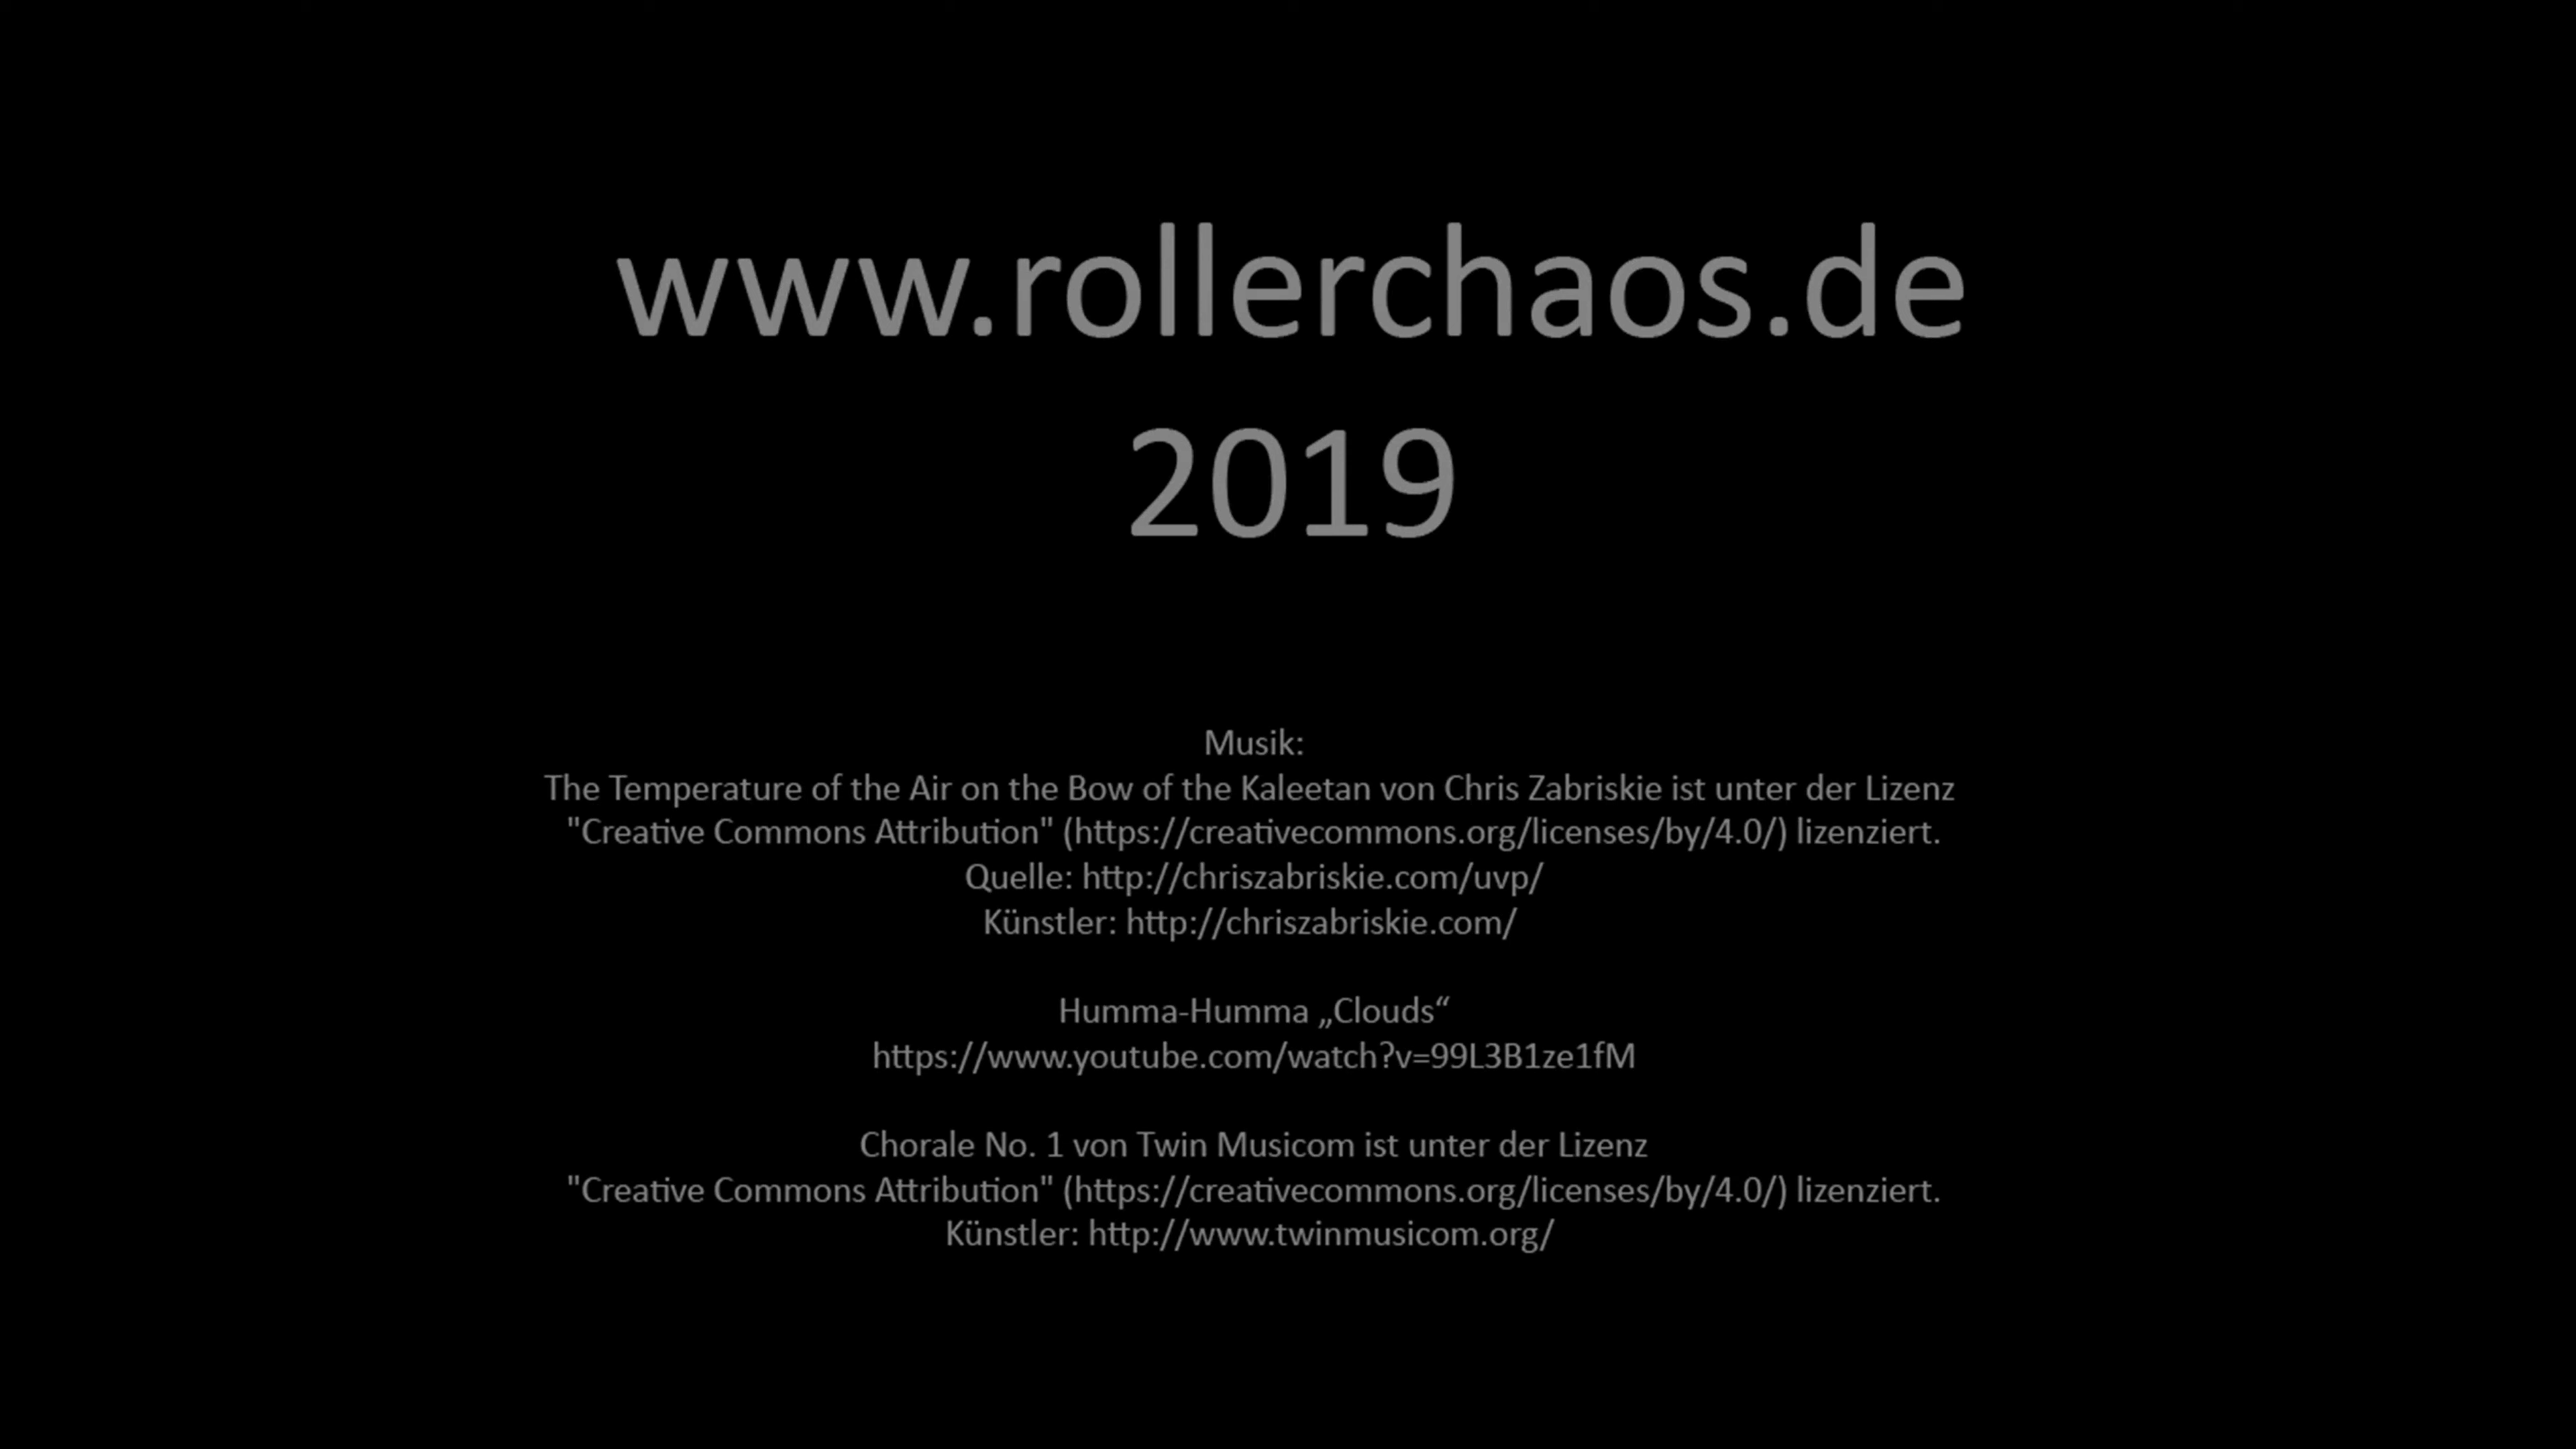 www.rollerchaos.de
2019
Musik:
The Temperature of the Air on the Bow of the Kaleetan von Chris Zabriskie ist unter der Lizenz
"Creative Commons Attribution" (https://creativecommons.org/licenses/by/4.0/) lizenziert.
Quelle: http://chriszabriskie.com/uvp/
Künstler: http://chriszabriskie.com/
Humma-Humma „Clouds“
https://www.youtube.com/watch?v=99L3B1ze1fM
Chorale No. 1 von Twin Musicom ist unter der Lizenz
"Creative Commons Attribution" (https://creativecommons.org/licenses/by/4.0/) lizenziert.
Künstler: http://www.twinmusicom.org/